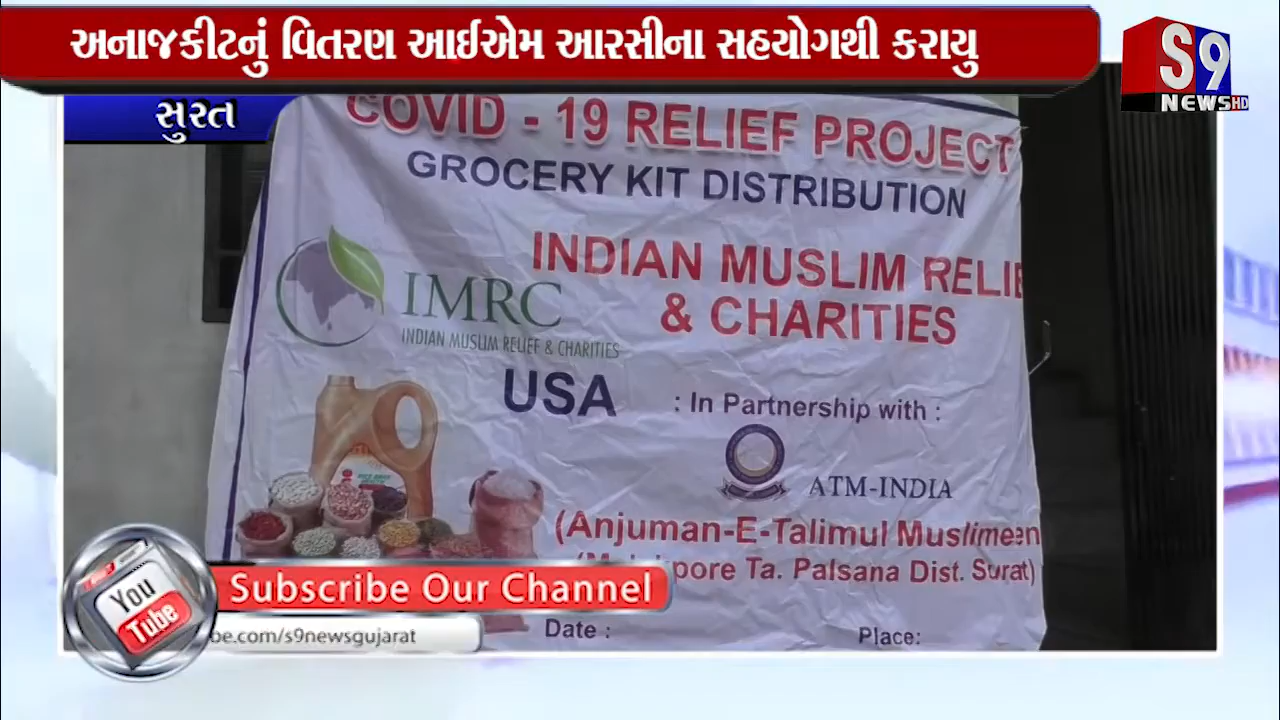 અનાજકીટનું વિતરણ આઈએમ આરસીના સહયોગથી કરાયુ
S9
NEWS HD
સુરત
COVID - 19 RELIEF PROJECT
GROCERY KIT DISTRIBUTION
INDIAN MUSLIM RELIE
& CHARITIES
IMRC
INDIAN MUSLIM RELIEF & CHARITIES
USA
: In Partnership with :
ATM-INDIA
(Anjuman-E-Talimul Muslimeen
pore Ta. Palsana Dist. Surat)
Date :
Place:
You
Tube
Subscribe Our Channel
be.com/s9newsgujarat